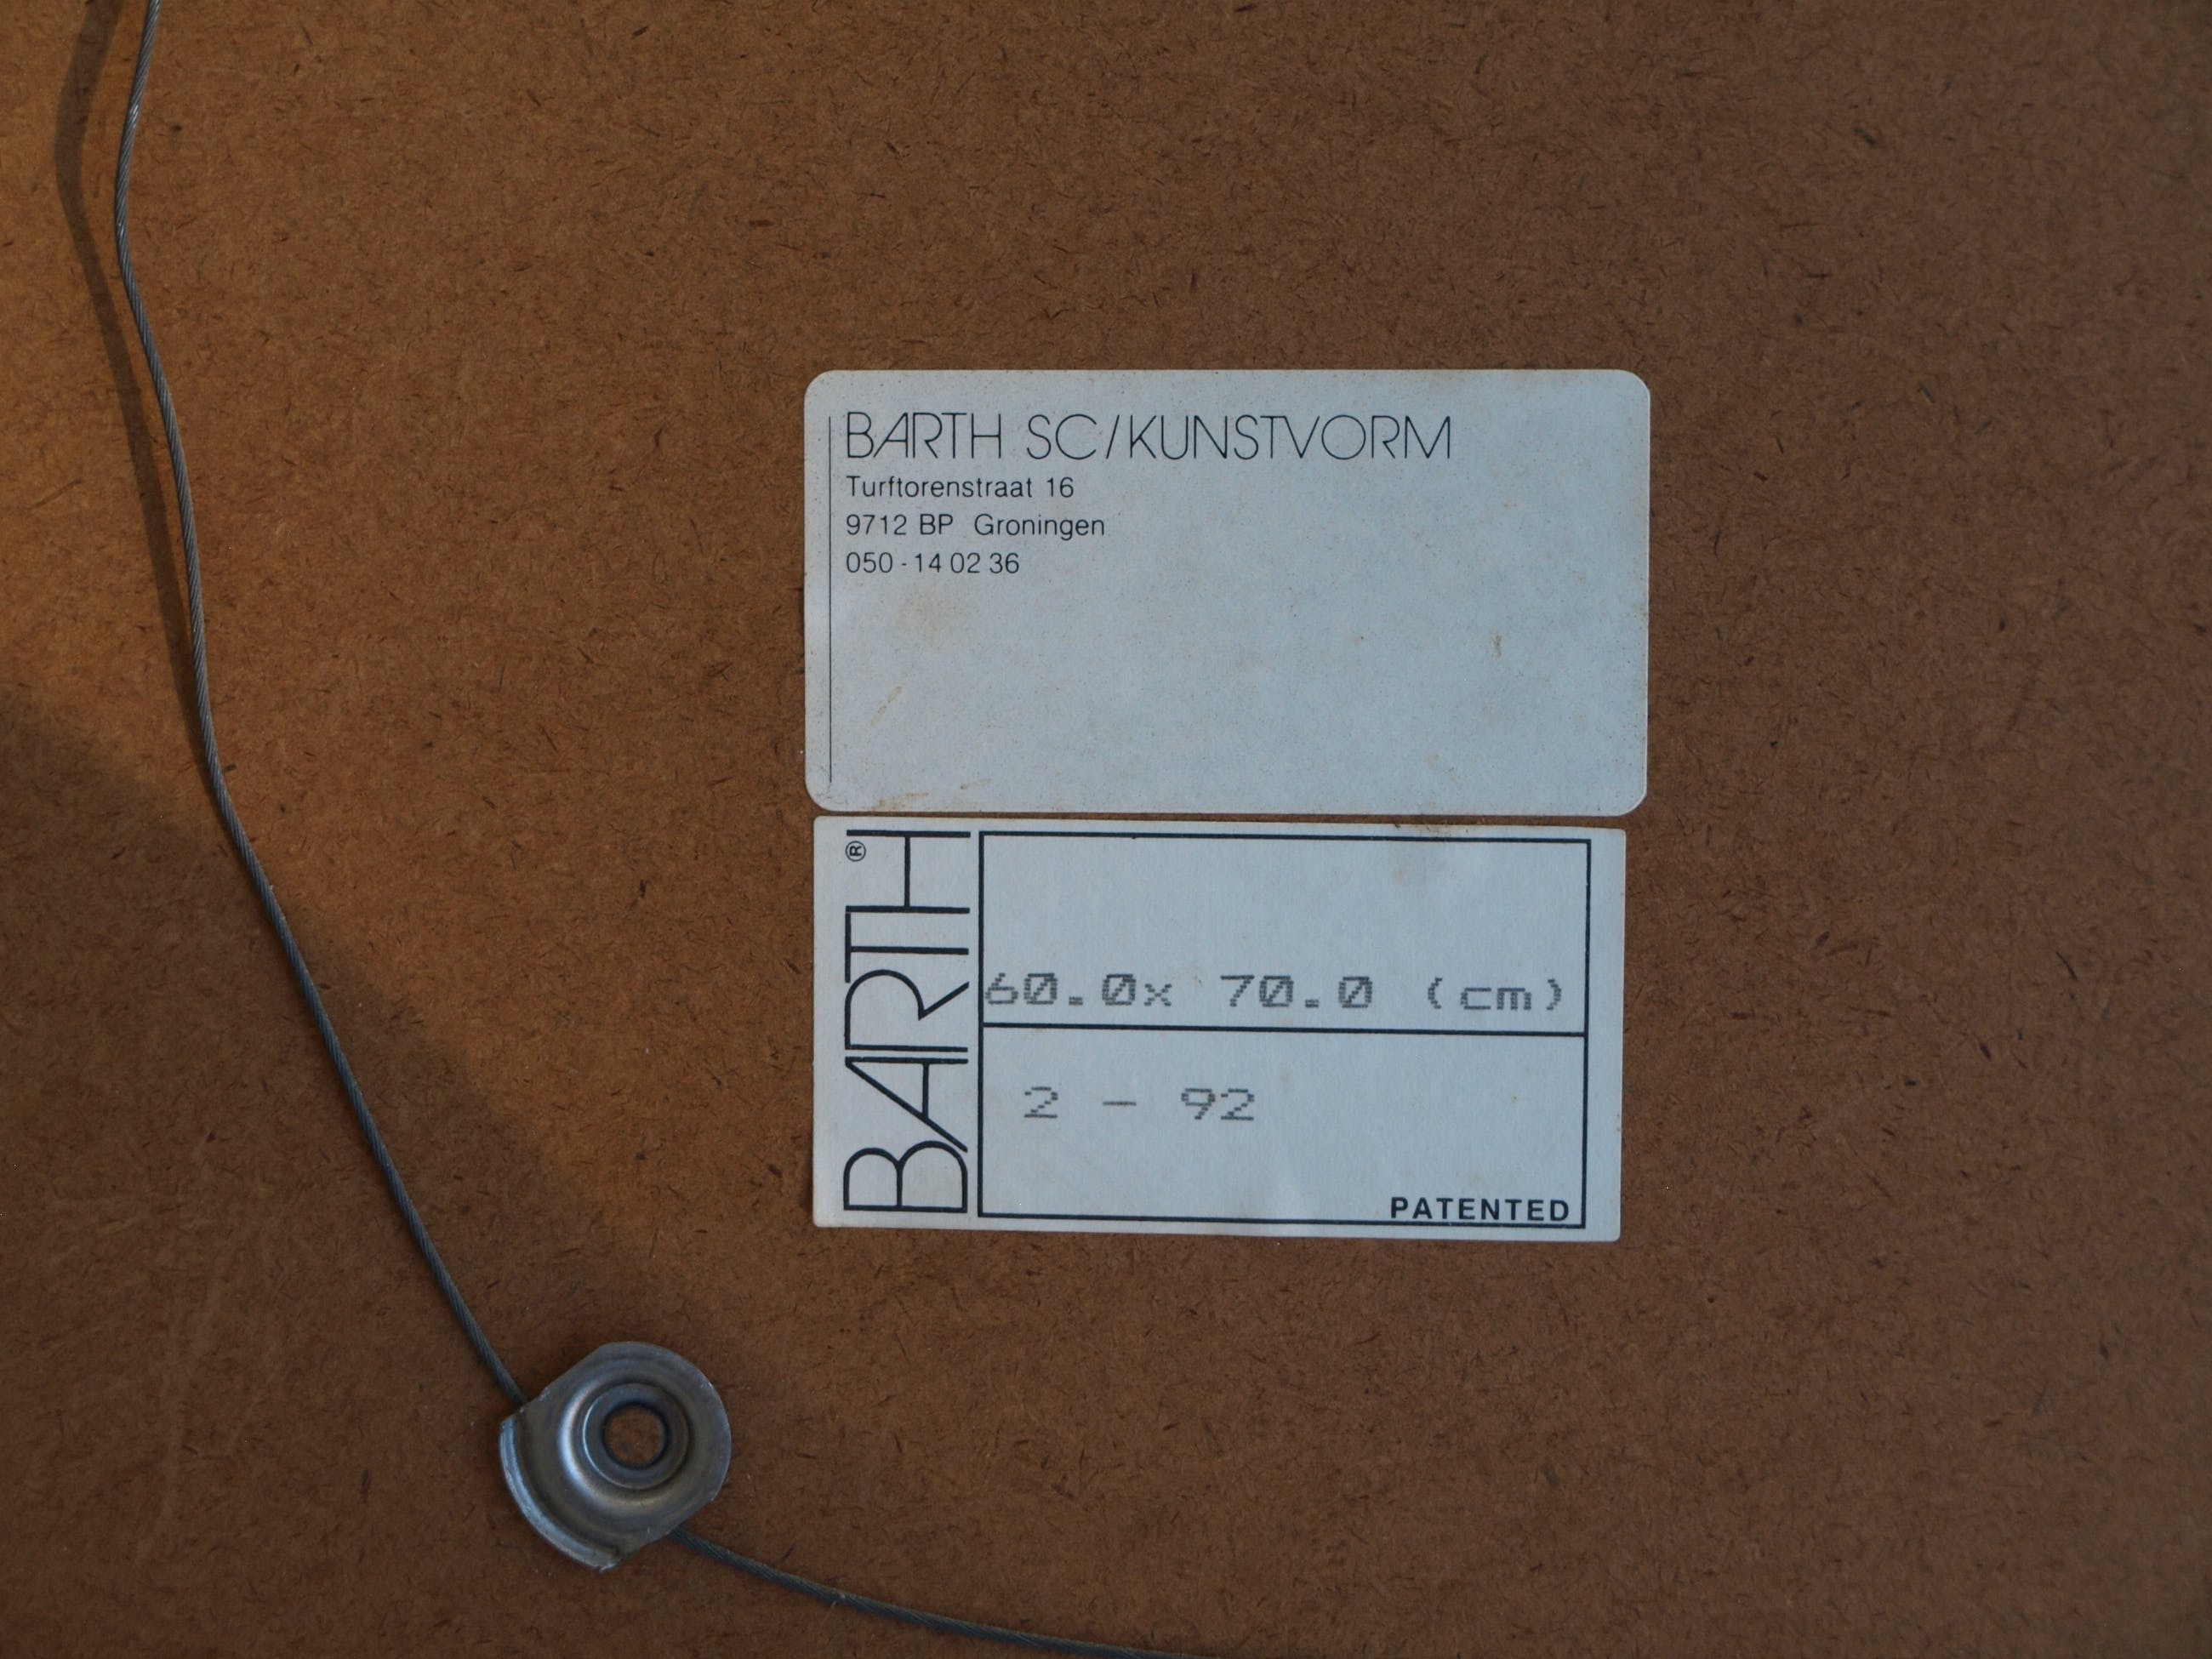 BARTH SC/KUNSTVORM
Turftorenstraat 16
9712 BP Groningen
050 - 14 02 36
BARTH®
60.0x 70.0 (cm)
2 - 92
PATENTED